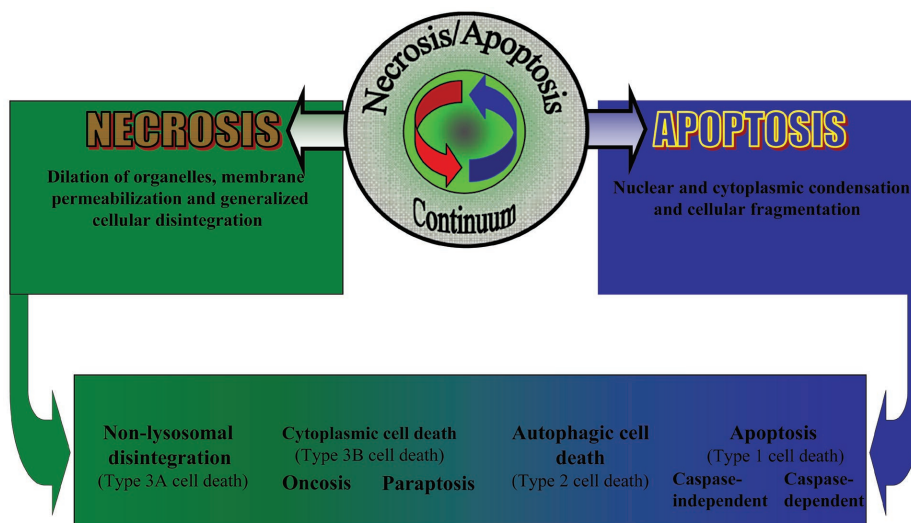 Necrosis/Apoptosis
Continuum
NECROSIS
Dilation of organelles, membrane
permeabilization and generalized
cellular disintegration
APOPTOSIS
Nuclear and cytoplasmic condensation
and cellular fragmentation
Non-lysosomal
disintegration
(Type 3A cell death)
Cytoplasmic cell death
(Type 3B cell death)
Oncosis Paraptosis
Autophagic cell
death
(Type 2 cell death)
Apoptosis
(Type 1 cell death)
Caspase-
independent
Caspase-
dependent